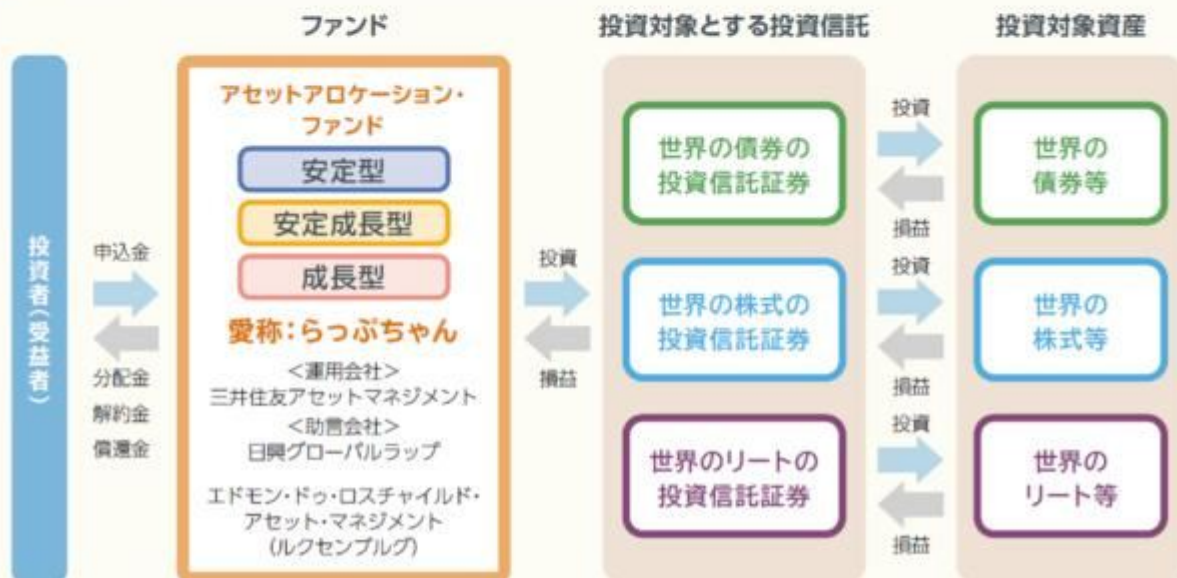 ファンド
投資対象とする投資信託
投資対象資産
投資者(受益者)
申込金
分配金
解約金
償還金
アセットアロケーション・
ファンド
安定型
安定成長型
成長型
愛称:らっぷちゃん
<運用会社>
三井住友アセットマネジメント
<助言会社>
日興グローバルラップ
エドモン・ドゥ・ロスチャイルド・
アセット・マネジメント
(ルクセンブルグ)
投資
損益
世界の債券の
投資信託証券
投資
損益
世界の
債券等
世界の株式の
投資信託証券
投資
損益
世界の
株式等
世界のリートの
投資信託証券
投資
損益
世界の
リート等